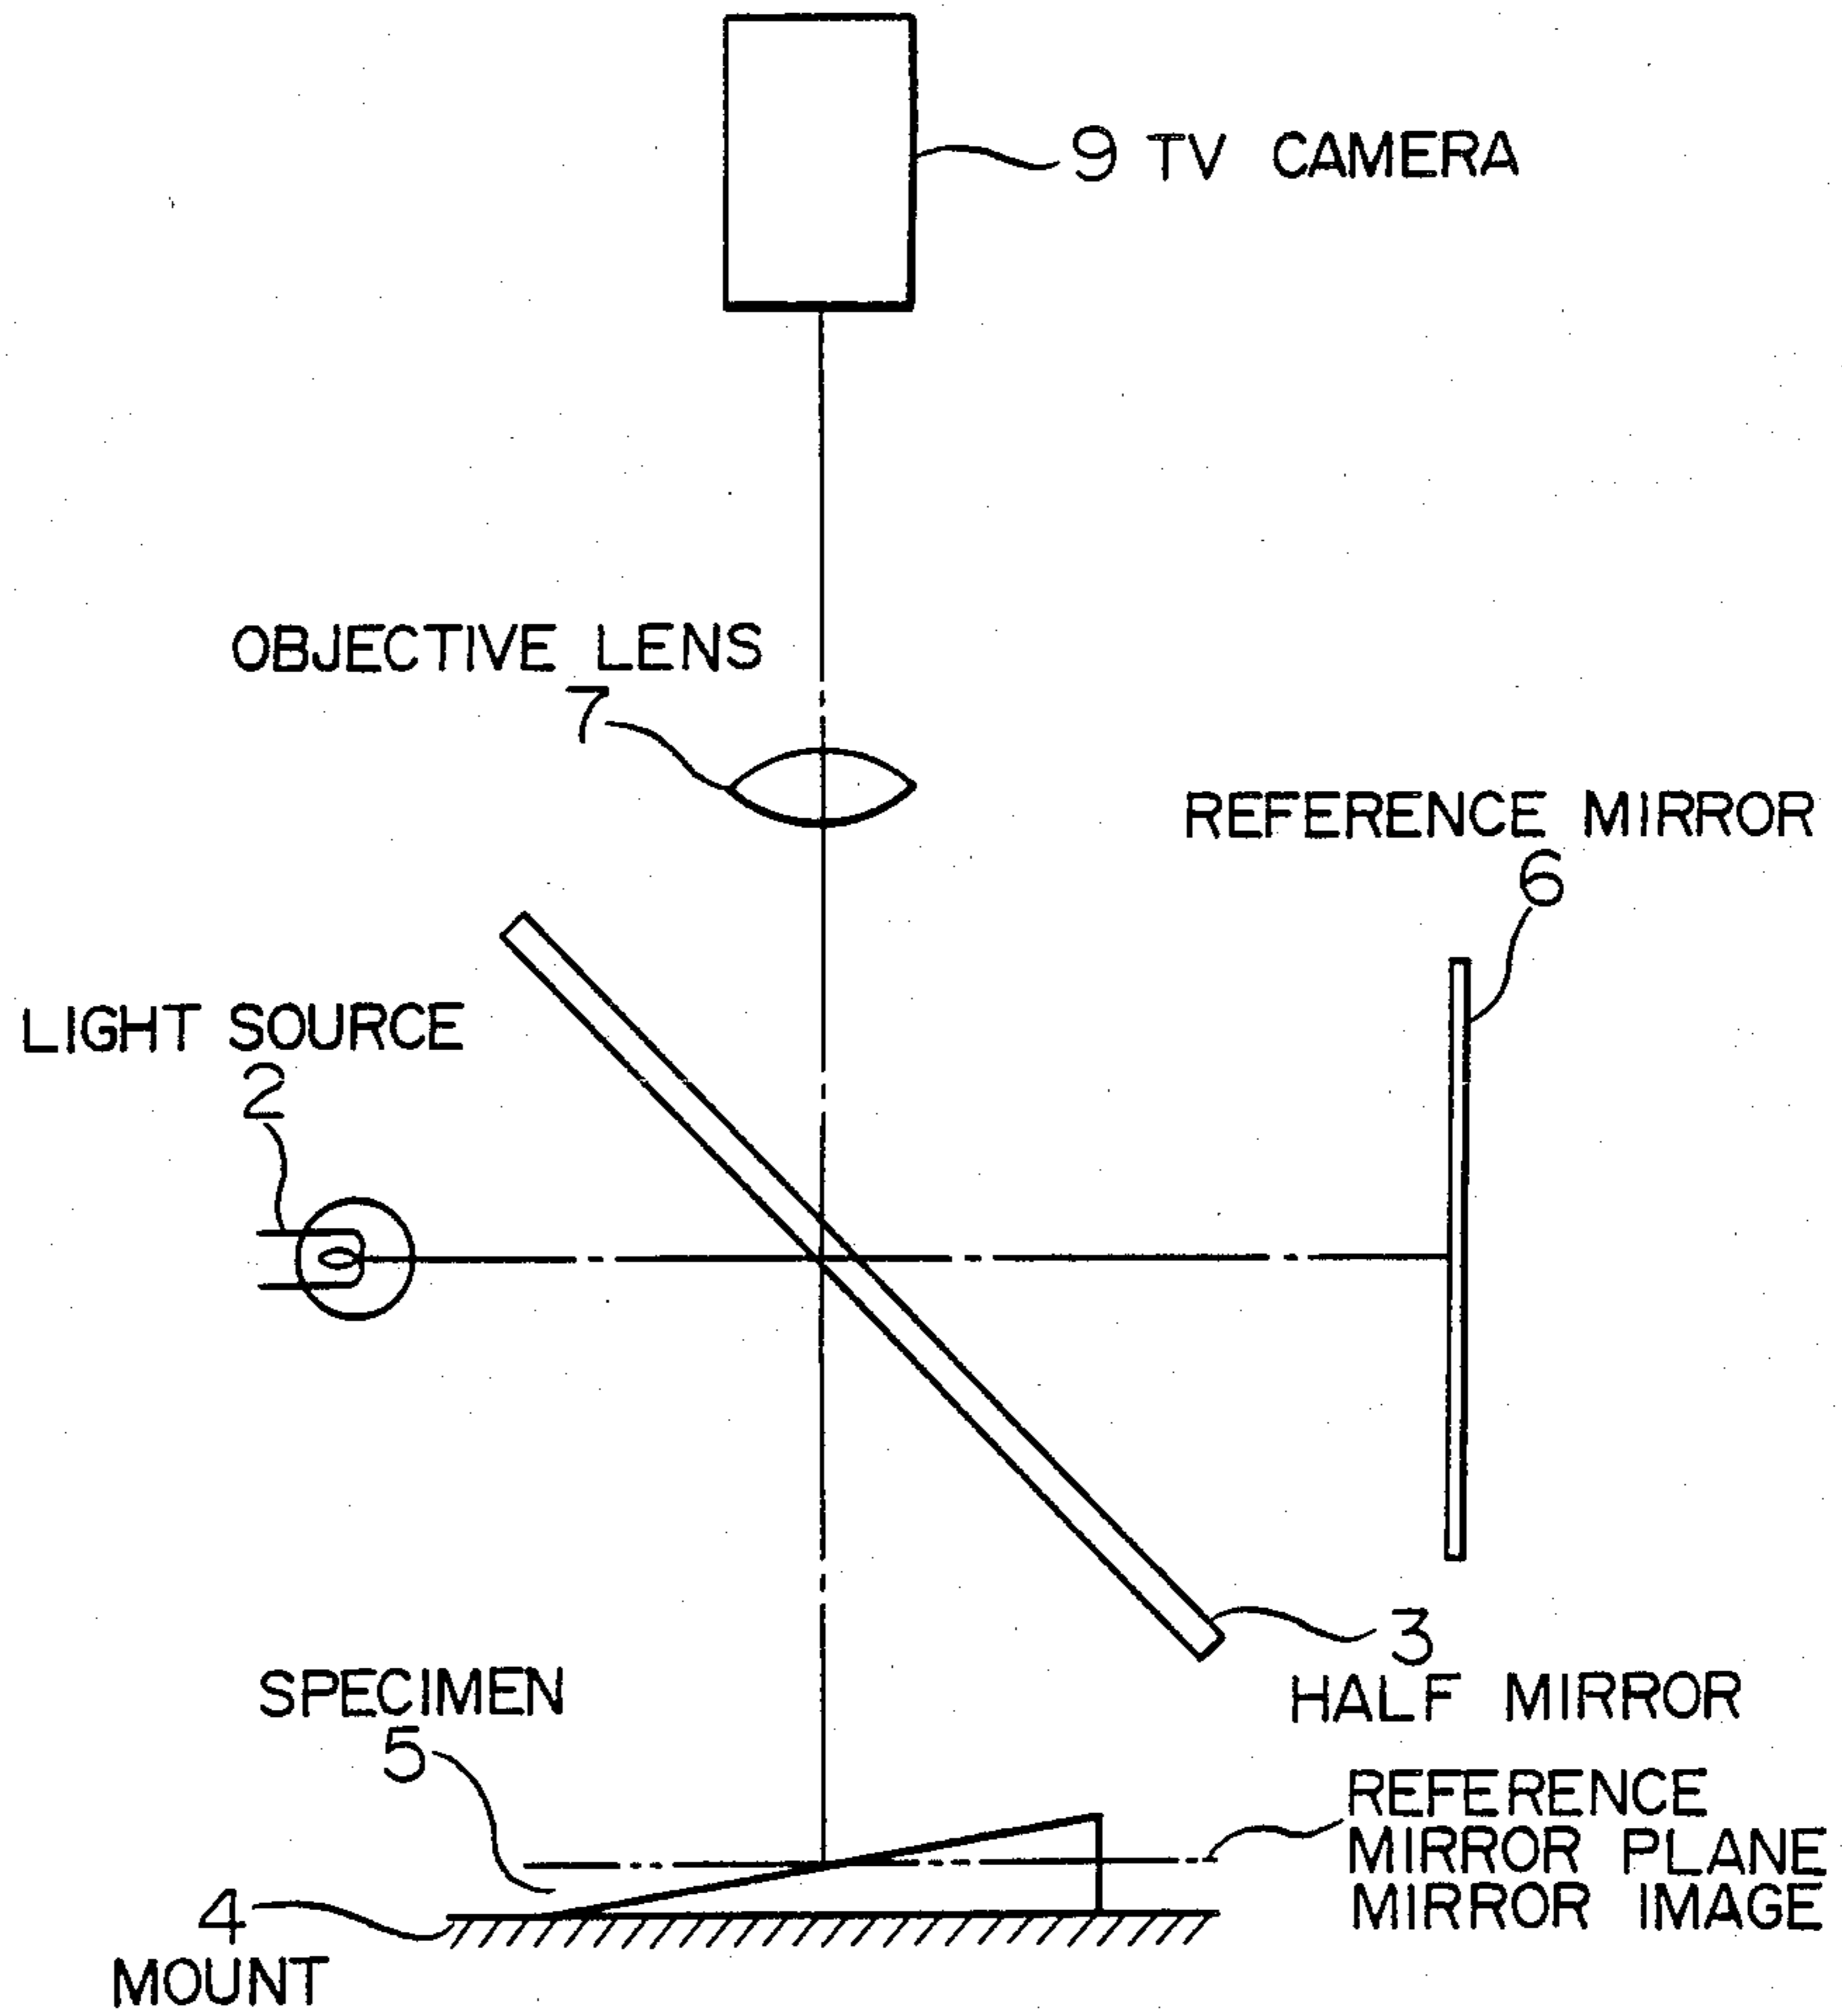 9 TV CAMERA
OBJECTIVE LENS
7
REFERENCE MIRROR
6
LIGHT SOURCE
2
3
HALF MIRROR
SPECIMEN
5
REFERENCE
MIRROR PLANE
MIRROR IMAGE
4
MOUNT